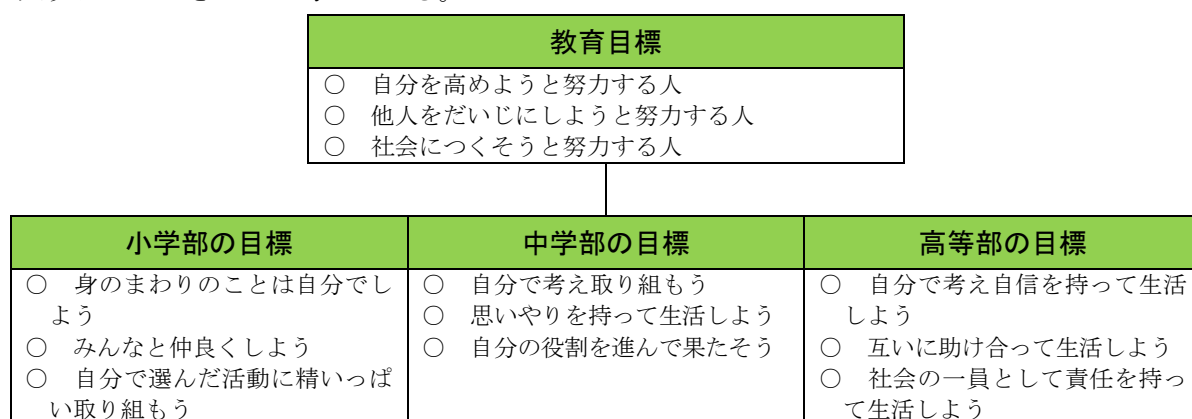 教育目標
○　自分を高めようと努力する人
○　他人をだいじにしようと努力する人
○　社会につくそうと努力する人
小学部の目標
○　身のまわりのことは自分でし
よう
○　みんなと仲良くしよう
○　自分で選んだ活動に精いっぱ
い取り組もう
中学部の目標
○　自分で考え取り組もう
○　思いやりを持って生活しよう
○　自分の役割を進んで果たそう
高等部の目標
○　自分で考え自信を持って生活
しよう
○　互いに助け合って生活しよう
○　社会の一員として責任を持っ
て生活しよう